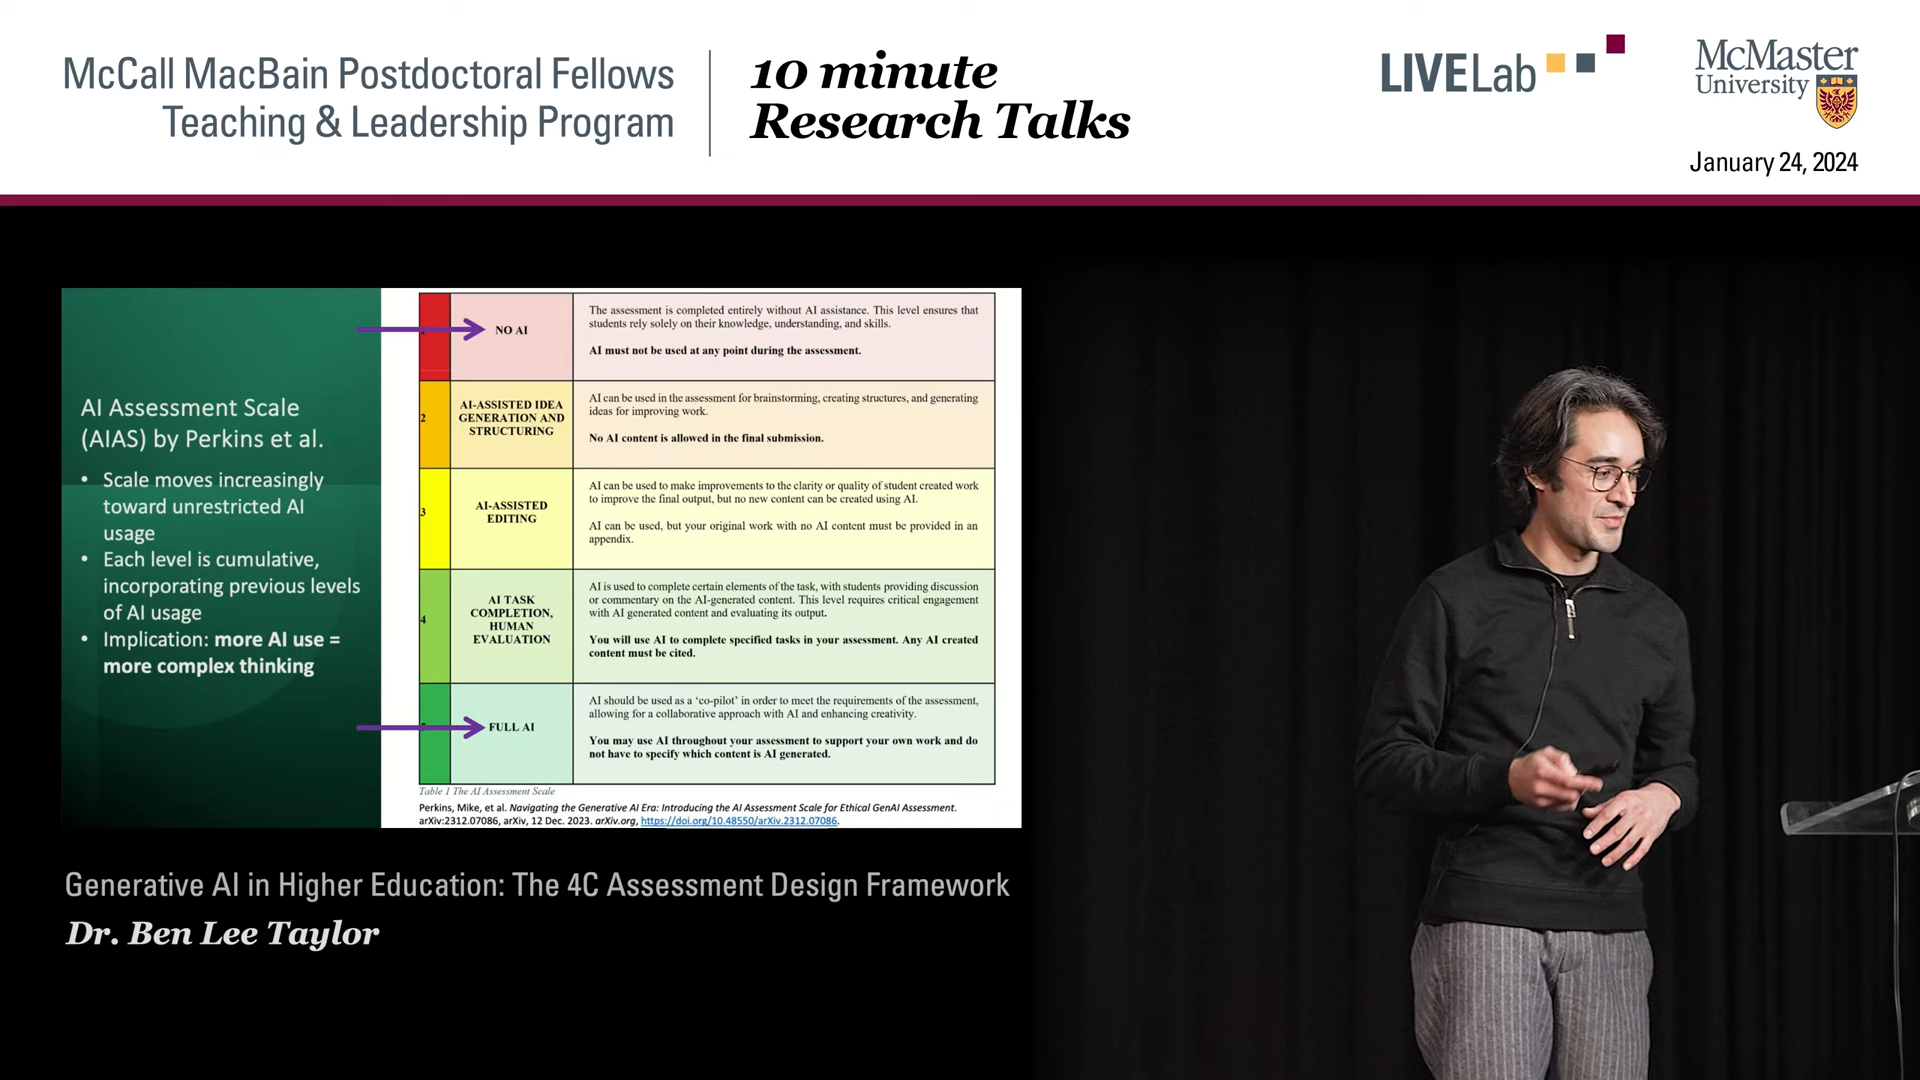 McCall MacBain Postdoctoral Fellows
Teaching & Leadership Program
10 minute
Research Talks
LIVELab
McMaster
University
January 24, 2024
AI Assessment Scale
(AIAS) by Perkins et al.
• Scale moves increasingly
toward unrestricted AI
usage
• Each level is cumulative,
incorporating previous levels
of AI usage
• Implication: more AI use =
more complex thinking
NO AI
The assessment is completed entirely without AI assistance. This level ensures that
students rely solely on their knowledge, understanding, and skills.
AI must not be used at any point during the assessment.
2
AI-ASSISTED IDEA
GENERATION AND
STRUCTURING
AI can be used in the assessment for brainstorming, creating structures, and generating
ideas for improving work.
No AI content is allowed in the final submission.
3
AI-ASSISTED
EDITING
AI can be used to make improvements to the clarity or quality of student created work
to improve the final output, but no new content can be created using AI.
AI can be used, but your original work with no AI content must be provided in an
appendix.
4
AI TASK
COMPLETION,
HUMAN
EVALUATION
AI is used to complete certain elements of the task, with students providing discussion
or commentary on the AI-generated content. This level requires critical engagement
with AI generated content and evaluating its output.
You will use AI to complete specified tasks in your assessment. Any AI created
content must be cited.
FULL AI
AI should be used as a ‘co-pilot’ in order to meet the requirements of the assessment,
allowing for a collaborative approach with AI and enhancing creativity.
You may use AI throughout your assessment to support your own work and do
not have to specify which content is AI generated.
Table 1 The AI Assessment Scale
Perkins, Mike, et al. Navigating the Generative AI Era: Introducing the AI Assessment Scale for Ethical GenAI Assessment.
arXiv:2312.07086, arXiv, 12 Dec. 2023. arXiv.org, https://doi.org/10.48550/arXiv.2312.07086.
Generative AI in Higher Education: The 4C Assessment Design Framework
Dr. Ben Lee Taylor